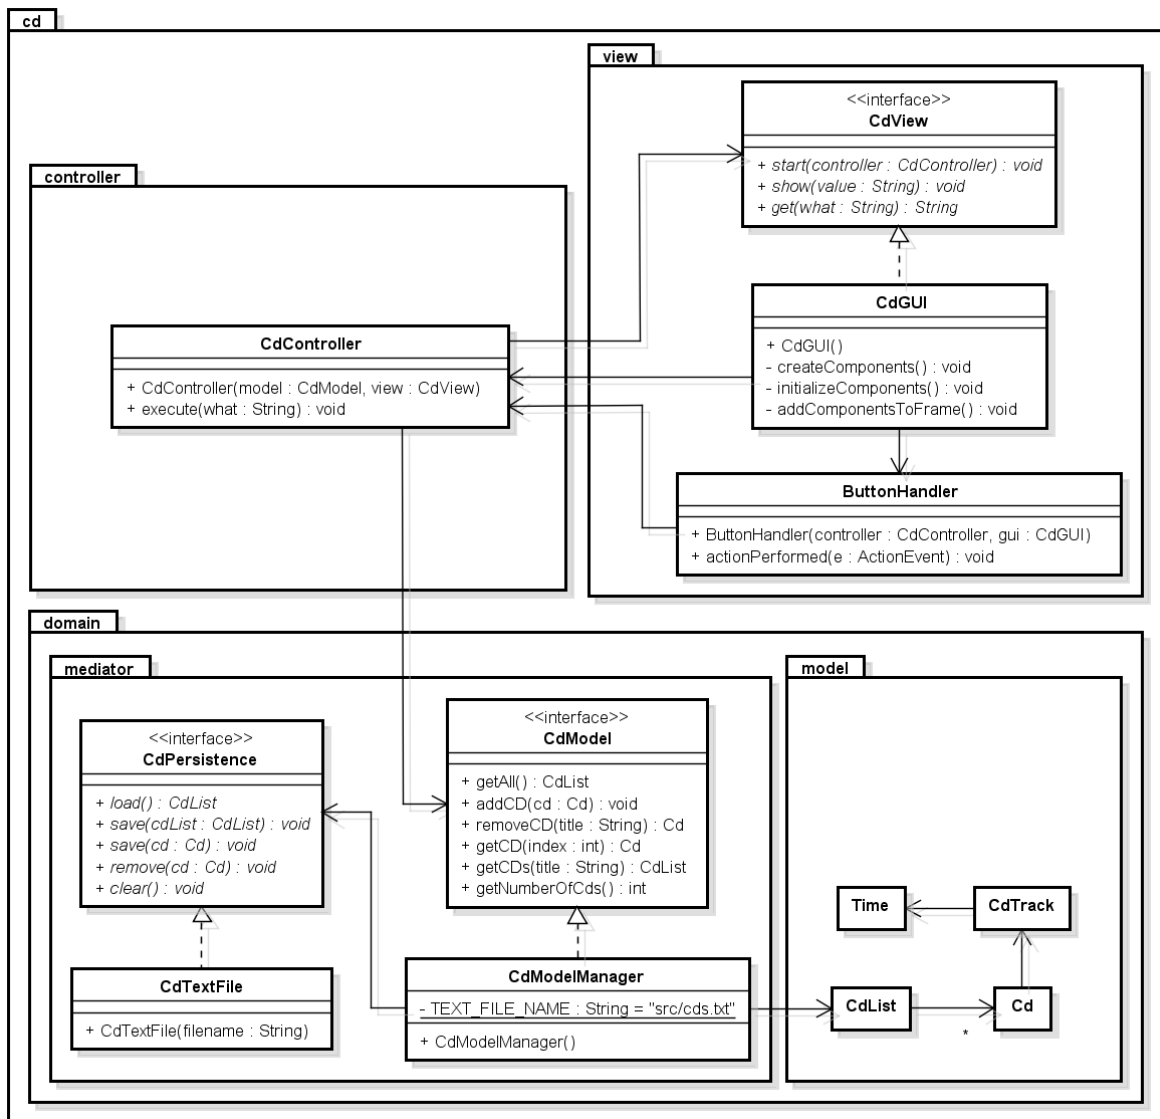 cd
view
<<interface>>
CdView
+ start(controller : CdController) : void
+ show(value : String) : void
+ get(what : String) : String
controller
CdGUI
+ CdGUI()
- createComponents() : void
- initializeComponents() : void
- addComponentsToFrame() : void
CdController
+ CdController(model : CdModel, view : CdView)
+ execute(what : String) : void
ButtonHandler
+ ButtonHandler(controller : CdController, gui : CdGUI)
+ actionPerformed(e : ActionEvent) : void
domain
mediator
<<interface>>
CdPersistence
+ load() : CdList
+ save(cdList : CdList) : void
+ save(cd : Cd) : void
+ remove(cd : Cd) : void
+ clear() : void
<<interface>>
CdModel
+ getAll() : CdList
+ addCD(cd : Cd) : void
+ removeCD(title : String) : Cd
+ getCD(index : int) : Cd
+ getCDs(title : String) : CdList
+ getNumberOfCds() : int
CdTextFile
+ CdTextFile(filename : String)
CdModelManager
- TEXT_FILE_NAME : String = "src/cds.txt"
+ CdModelManager()
model
Time
CdTrack
CdList
Cd
*